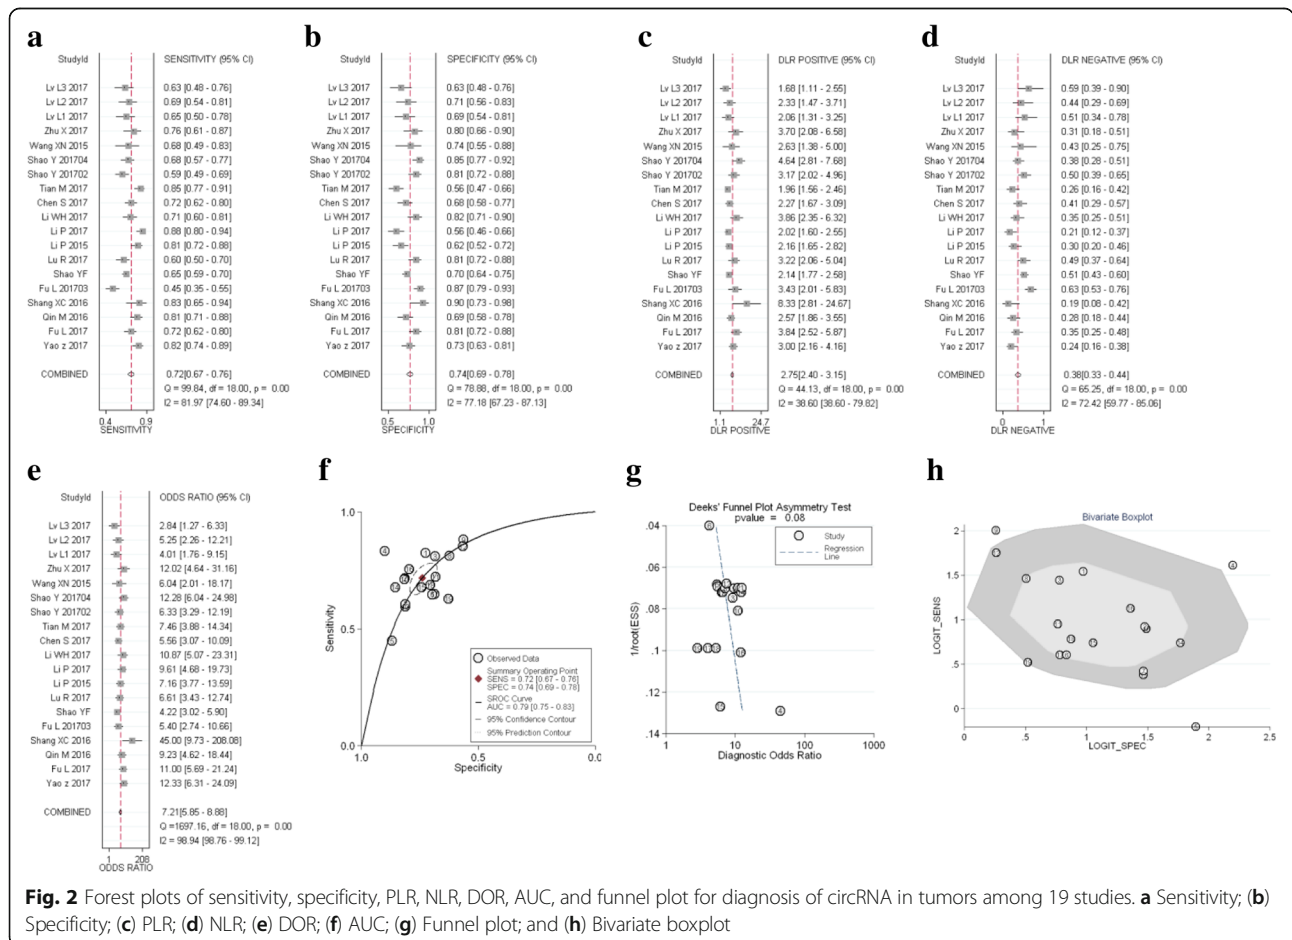 a
StudyId SENSITIVITY (95% CI)
Lv L3 2017 0.63 [0.48 - 0.76]
Lv L2 2017 0.69 [0.54 - 0.81]
Lv L1 2017 0.65 [0.50 - 0.78]
Zhu X 2017 0.76 [0.61 - 0.87]
Wang XN 2015 0.68 [0.49 - 0.83]
Shao Y 201704 0.68 [0.57 - 0.77]
Shao Y 201702 0.59 [0.49 - 0.69]
Tian M 2017 0.85 [0.77 - 0.91]
Chen S 2017 0.72 [0.62 - 0.80]
Li WH 2017 0.71 [0.60 - 0.81]
Li P 2017 0.88 [0.80 - 0.94]
Li P 2015 0.81 [0.72 - 0.88]
Lu R 2017 0.60 [0.50 - 0.70]
Shao YF 0.65 [0.59 - 0.70]
Fu L 201703 0.45 [0.35 - 0.55]
Shang XC 2016 0.83 [0.65 - 0.94]
Qin M 2016 0.81 [0.71 - 0.88]
Fu L 2017 0.72 [0.62 - 0.80]
Yao z 2017 0.82 [0.74 - 0.89]
COMBINED 0.72[0.67 - 0.76]
Q = 99.84, df = 18.00, p = 0.00
I2 = 81.97 [74.60 - 89.34]
0.4 0.9
SENSITIVITY
b
StudyId SPECIFICITY (95% CI)
Lv L3 2017 0.63 [0.48 - 0.76]
Lv L2 2017 0.71 [0.56 - 0.83]
Lv L1 2017 0.69 [0.54 - 0.81]
Zhu X 2017 0.80 [0.66 - 0.90]
Wang XN 2015 0.74 [0.55 - 0.88]
Shao Y 201704 0.85 [0.77 - 0.92]
Shao Y 201702 0.81 [0.72 - 0.88]
Tian M 2017 0.56 [0.47 - 0.66]
Chen S 2017 0.68 [0.58 - 0.77]
Li WH 2017 0.82 [0.71 - 0.90]
Li P 2017 0.56 [0.46 - 0.66]
Li P 2015 0.62 [0.52 - 0.72]
Lu R 2017 0.81 [0.72 - 0.88]
Shao YF 0.70 [0.64 - 0.75]
Fu L 201703 0.87 [0.79 - 0.93]
Shang XC 2016 0.90 [0.73 - 0.98]
Qin M 2016 0.69 [0.58 - 0.78]
Fu L 2017 0.81 [0.72 - 0.88]
Yao z 2017 0.73 [0.63 - 0.81]
COMBINED 0.74[0.69 - 0.78]
Q = 78.88, df = 18.00, p = 0.00
I2 = 77.18 [67.23 - 87.13]
0.5 1.0
SPECIFICITY
c
StudyId DLR POSITIVE (95% CI)
Lv L3 2017 1.68 [1.11 - 2.55]
Lv L2 2017 2.33 [1.47 - 3.71]
Lv L1 2017 2.06 [1.31 - 3.25]
Zhu X 2017 3.70 [2.08 - 6.58]
Wang XN 2015 2.63 [1.38 - 5.00]
Shao Y 201704 4.64 [2.81 - 7.68]
Shao Y 201702 3.17 [2.02 - 4.96]
Tian M 2017 1.96 [1.56 - 2.46]
Chen S 2017 2.27 [1.67 - 3.09]
Li WH 2017 3.86 [2.35 - 6.32]
Li P 2017 2.02 [1.60 - 2.55]
Li P 2015 2.16 [1.65 - 2.82]
Lu R 2017 3.22 [2.06 - 5.04]
Shao YF 2.14 [1.77 - 2.58]
Fu L 201703 3.43 [2.01 - 5.83]
Shang XC 2016 8.33 [2.81 - 24.67]
Qin M 2016 2.57 [1.86 - 3.55]
Fu L 2017 3.84 [2.52 - 5.87]
Yao z 2017 3.00 [2.16 - 4.16]
COMBINED 2.75[2.40 - 3.15]
Q = 44.13, df = 18.00, p = 0.00
I2 = 38.60 [38.60 - 79.82]
1.1 24.7
DLR POSITIVE
d
StudyId DLR NEGATIVE (95% CI)
Lv L3 2017 0.59 [0.39 - 0.90]
Lv L2 2017 0.44 [0.29 - 0.69]
Lv L1 2017 0.51 [0.34 - 0.78]
Zhu X 2017 0.31 [0.18 - 0.51]
Wang XN 2015 0.43 [0.25 - 0.75]
Shao Y 201704 0.38 [0.28 - 0.51]
Shao Y 201702 0.50 [0.39 - 0.65]
Tian M 2017 0.26 [0.16 - 0.42]
Chen S 2017 0.41 [0.29 - 0.57]
Li WH 2017 0.35 [0.25 - 0.51]
Li P 2017 0.21 [0.12 - 0.37]
Li P 2015 0.30 [0.20 - 0.46]
Lu R 2017 0.49 [0.37 - 0.64]
Shao YF 0.51 [0.43 - 0.60]
Fu L 201703 0.63 [0.53 - 0.76]
Shang XC 2016 0.19 [0.08 - 0.42]
Qin M 2016 0.28 [0.18 - 0.44]
Fu L 2017 0.35 [0.25 - 0.48]
Yao z 2017 0.24 [0.16 - 0.38]
COMBINED 0.38[0.33 - 0.44]
Q = 65.25, df = 18.00, p = 0.00
I2 = 72.42 [59.77 - 85.06]
0 1
DLR NEGATIVE
e
StudyId ODDS RATIO (95% CI)
Lv L3 2017 2.84 [1.27 - 6.33]
Lv L2 2017 5.25 [2.26 - 12.21]
Lv L1 2017 4.01 [1.76 - 9.15]
Zhu X 2017 12.02 [4.64 - 31.16]
Wang XN 2015 6.04 [2.01 - 18.17]
Shao Y 201704 12.28 [6.04 - 24.98]
Shao Y 201702 6.33 [3.29 - 12.19]
Tian M 2017 7.46 [3.88 - 14.34]
Chen S 2017 5.56 [3.07 - 10.09]
Li WH 2017 10.87 [5.07 - 23.31]
Li P 2017 9.61 [4.68 - 19.73]
Li P 2015 7.16 [3.77 - 13.59]
Lu R 2017 6.61 [3.43 - 12.74]
Shao YF 4.22 [3.02 - 5.90]
Fu L 201703 5.40 [2.74 - 10.66]
Shang XC 2016 45.00 [9.73 - 208.08]
Qin M 2016 9.23 [4.62 - 18.44]
Fu L 2017 11.00 [5.69 - 21.24]
Yao z 2017 12.33 [6.31 - 24.09]
COMBINED 7.21[5.85 - 8.88]
Q =1697.16, df = 18.00, p = 0.00
I2 = 98.94 [98.76 - 99.12]
1 208
ODDS RATIO
f
1.0
0.5
0.0
Sensitivity
Observed Data
Summary Operating Point
SENS = 0.72 [0.67 - 0.76]
SPEC = 0.74 [0.69 - 0.78]
SROC Curve
AUC = 0.79 [0.75 - 0.83]
95% Confidence Contour
95% Prediction Contour
1.0 0.5 0.0
Specificity
g
Deeks' Funnel Plot Asymmetry Test
pvalue = 0.08
Study
Regression
Line
.04
.06
.08
.1
.12
.14
1/root(ESS)
1 10 100 1000
Diagnostic Odds Ratio
h
Bivariate Boxplot
2
1.5
1
.5
0
LOGIT_SENS
0 .5 1 1.5 2 2.5
LOGIT_SPEC
Fig. 2 Forest plots of sensitivity, specificity, PLR, NLR, DOR, AUC, and funnel plot for diagnosis of circRNA in tumors among 19 studies. a Sensitivity; (b)
Specificity; (c) PLR; (d) NLR; (e) DOR; (f) AUC; (g) Funnel plot; and (h) Bivariate boxplot